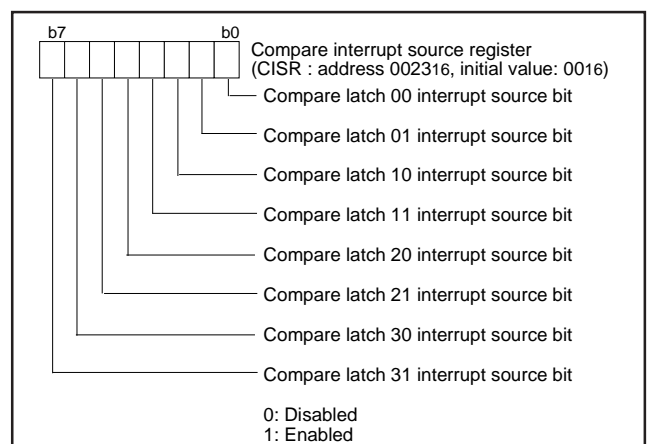 b7 b0
Compare interrupt source register
(CISR : address 002316, initial value: 0016)
Compare latch 00 interrupt source bit
Compare latch 01 interrupt source bit
Compare latch 10 interrupt source bit
Compare latch 11 interrupt source bit
Compare latch 20 interrupt source bit
Compare latch 21 interrupt source bit
Compare latch 30 interrupt source bit
Compare latch 31 interrupt source bit
0: Disabled
1: Enabled